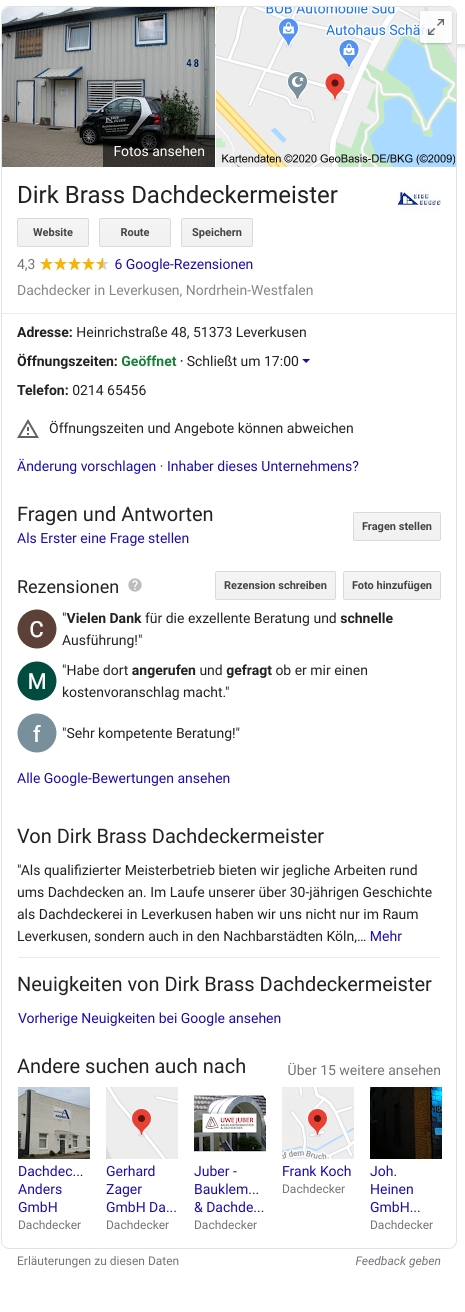 48
Fotos ansehen
BOB Automobile Süd
Autohaus Schä
Kartendaten ©2020 GeoBasis-DE/BKG (©2009)
Dirk Brass Dachdeckermeister
Website
Route
Speichern
4,3 6 Google-Rezensionen
Dachdecker in Leverkusen, Nordrhein-Westfalen
Adresse: Heinrichstraße 48, 51373 Leverkusen
Öffnungszeiten: Geöffnet · Schließt um 17:00
Telefon: 0214 65456
Öffnungszeiten und Angebote können abweichen
Änderung vorschlagen · Inhaber dieses Unternehmens?
Fragen und Antworten
Fragen stellen
Als Erster eine Frage stellen
Rezensionen ?
Rezension schreiben
Foto hinzufügen
C
"Vielen Dank für die exzellente Beratung und schnelle
Ausführung!"
M
"Habe dort angerufen und gefragt ob er mir einen
kostenvoranschlag macht."
f
"Sehr kompetente Beratung!"
Alle Google-Bewertungen ansehen
Von Dirk Brass Dachdeckermeister
"Als qualifizierter Meisterbetrieb bieten wir jegliche Arbeiten rund
ums Dachdecken an. Im Laufe unserer über 30-jährigen Geschichte
als Dachdeckerei in Leverkusen haben wir uns nicht nur im Raum
Leverkusen, sondern auch in den Nachbarstädten Köln,... Mehr
Neuigkeiten von Dirk Brass Dachdeckermeister
Vorherige Neuigkeiten bei Google ansehen
Andere suchen auch nach
Über 15 weitere ansehen
UWE JUBER
f dem Bruch
Dachdec...
Anders
GmbH
Dachdecker
Gerhard
Zager
GmbH Da...
Dachdecker
Juber -
Bauklem...
& Dachde...
Dachdecker
Frank Koch
Dachdecker
Joh.
Heinen
GmbH...
Dachdecker
Erläuterungen zu diesen Daten
Feedback geben